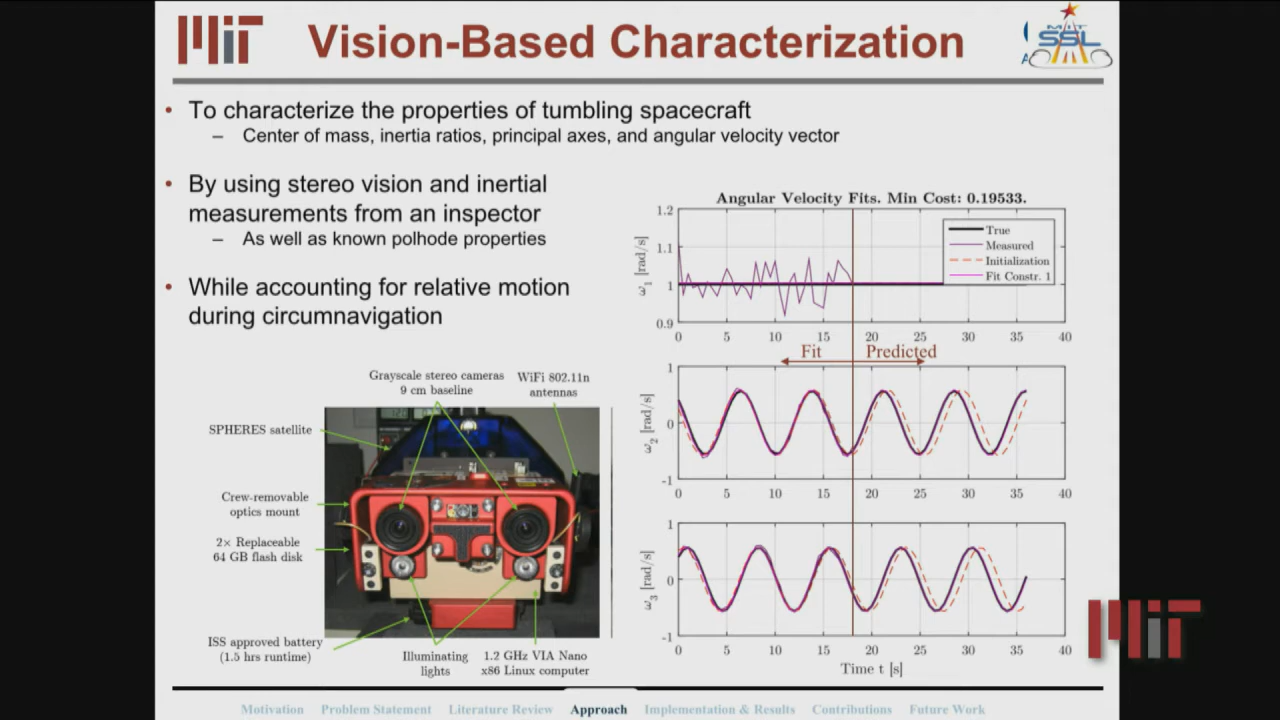 MIT
Vision-Based Characterization
MIT
SSL
• To characterize the properties of tumbling spacecraft
– Center of mass, inertia ratios, principal axes, and angular velocity vector
• By using stereo vision and inertial
measurements from an inspector
– As well as known polhode properties
• While accounting for relative motion
during circumnavigation
Grayscale stereo cameras
9 cm baseline
WiFi 802.11n
antennas
SPHERES satellite
Crew-removable
optics mount
2× Replaceable
64 GB flash disk
ISS approved battery
(1.5 hrs runtime)
Illuminating
lights
1.2 GHz VIA Nano
x86 Linux computer
Angular Velocity Fits. Min Cost: 0.19533.
ω1 [rad/s]
1.2
1.1
1
0.9
True
Measured
Initialization
Fit Constr. 1
0 5 10 15 20 25 30 35 40
Fit Predicted
ω2 [rad/s]
1
0
-1
0 5 10 15 20 25 30 35 40
ω3 [rad/s]
1
0
-1
0 5 10 15 20 25 30 35 40
Time t [s]
MIT
Motivation Problem Statement Literature Review Approach Implementation & Results Contributions Future Work